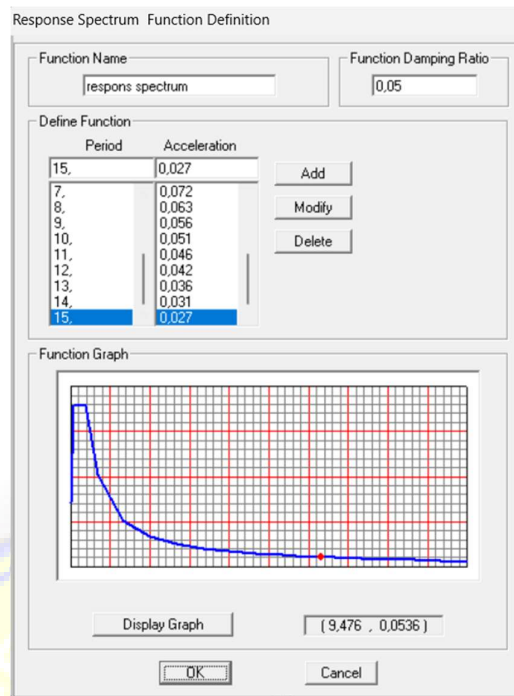 Response Spectrum Function Definition
Function Name
Function Damping Ratio
respons spectrum
0,05
Define Function
Period Acceleration
15, 0,027
Add
7, 0,072
8, 0,063
Modify
9, 0,056
10, 0,051
Delete
11, 0,046
12, 0,042
13, 0,036
14, 0,031
15, 0,027
Function Graph
Display Graph
( 9,476 , 0,0536 )
OK
Cancel